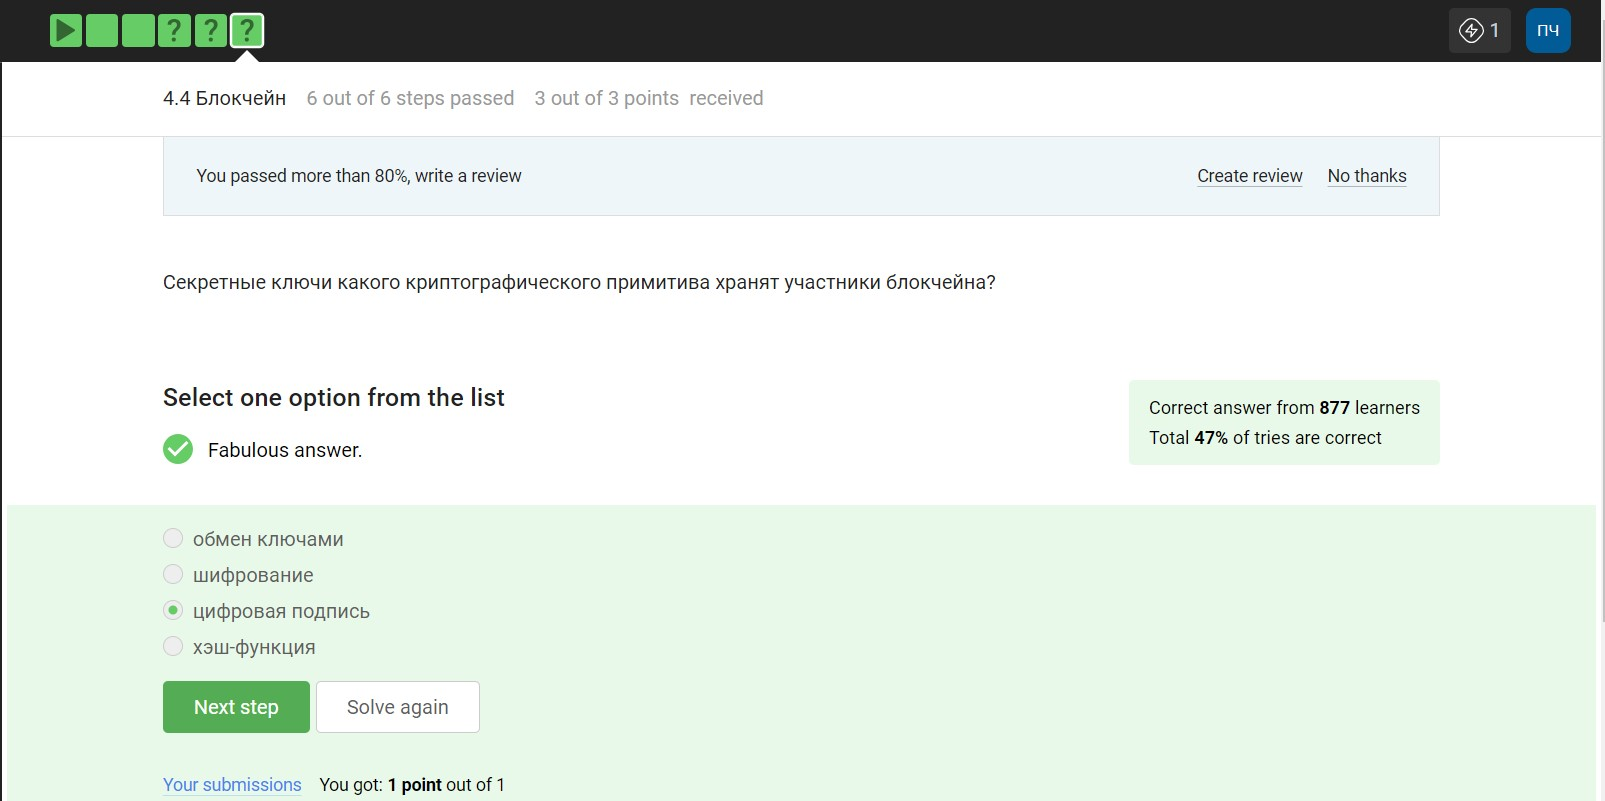 ? ? ?
1
ПЧ
4.4 Блокчейн 6 out of 6 steps passed 3 out of 3 points received
You passed more than 80%, write a review Create review No thanks
Секретные ключи какого криптографического примитива хранят участники блокчейна?
Select one option from the list
Fabulous answer.
Correct answer from 877 learners
Total 47% of tries are correct
обмен ключами
шифрование
цифровая подпись
хэш-функция
Next step Solve again
Your submissions You got: 1 point out of 1